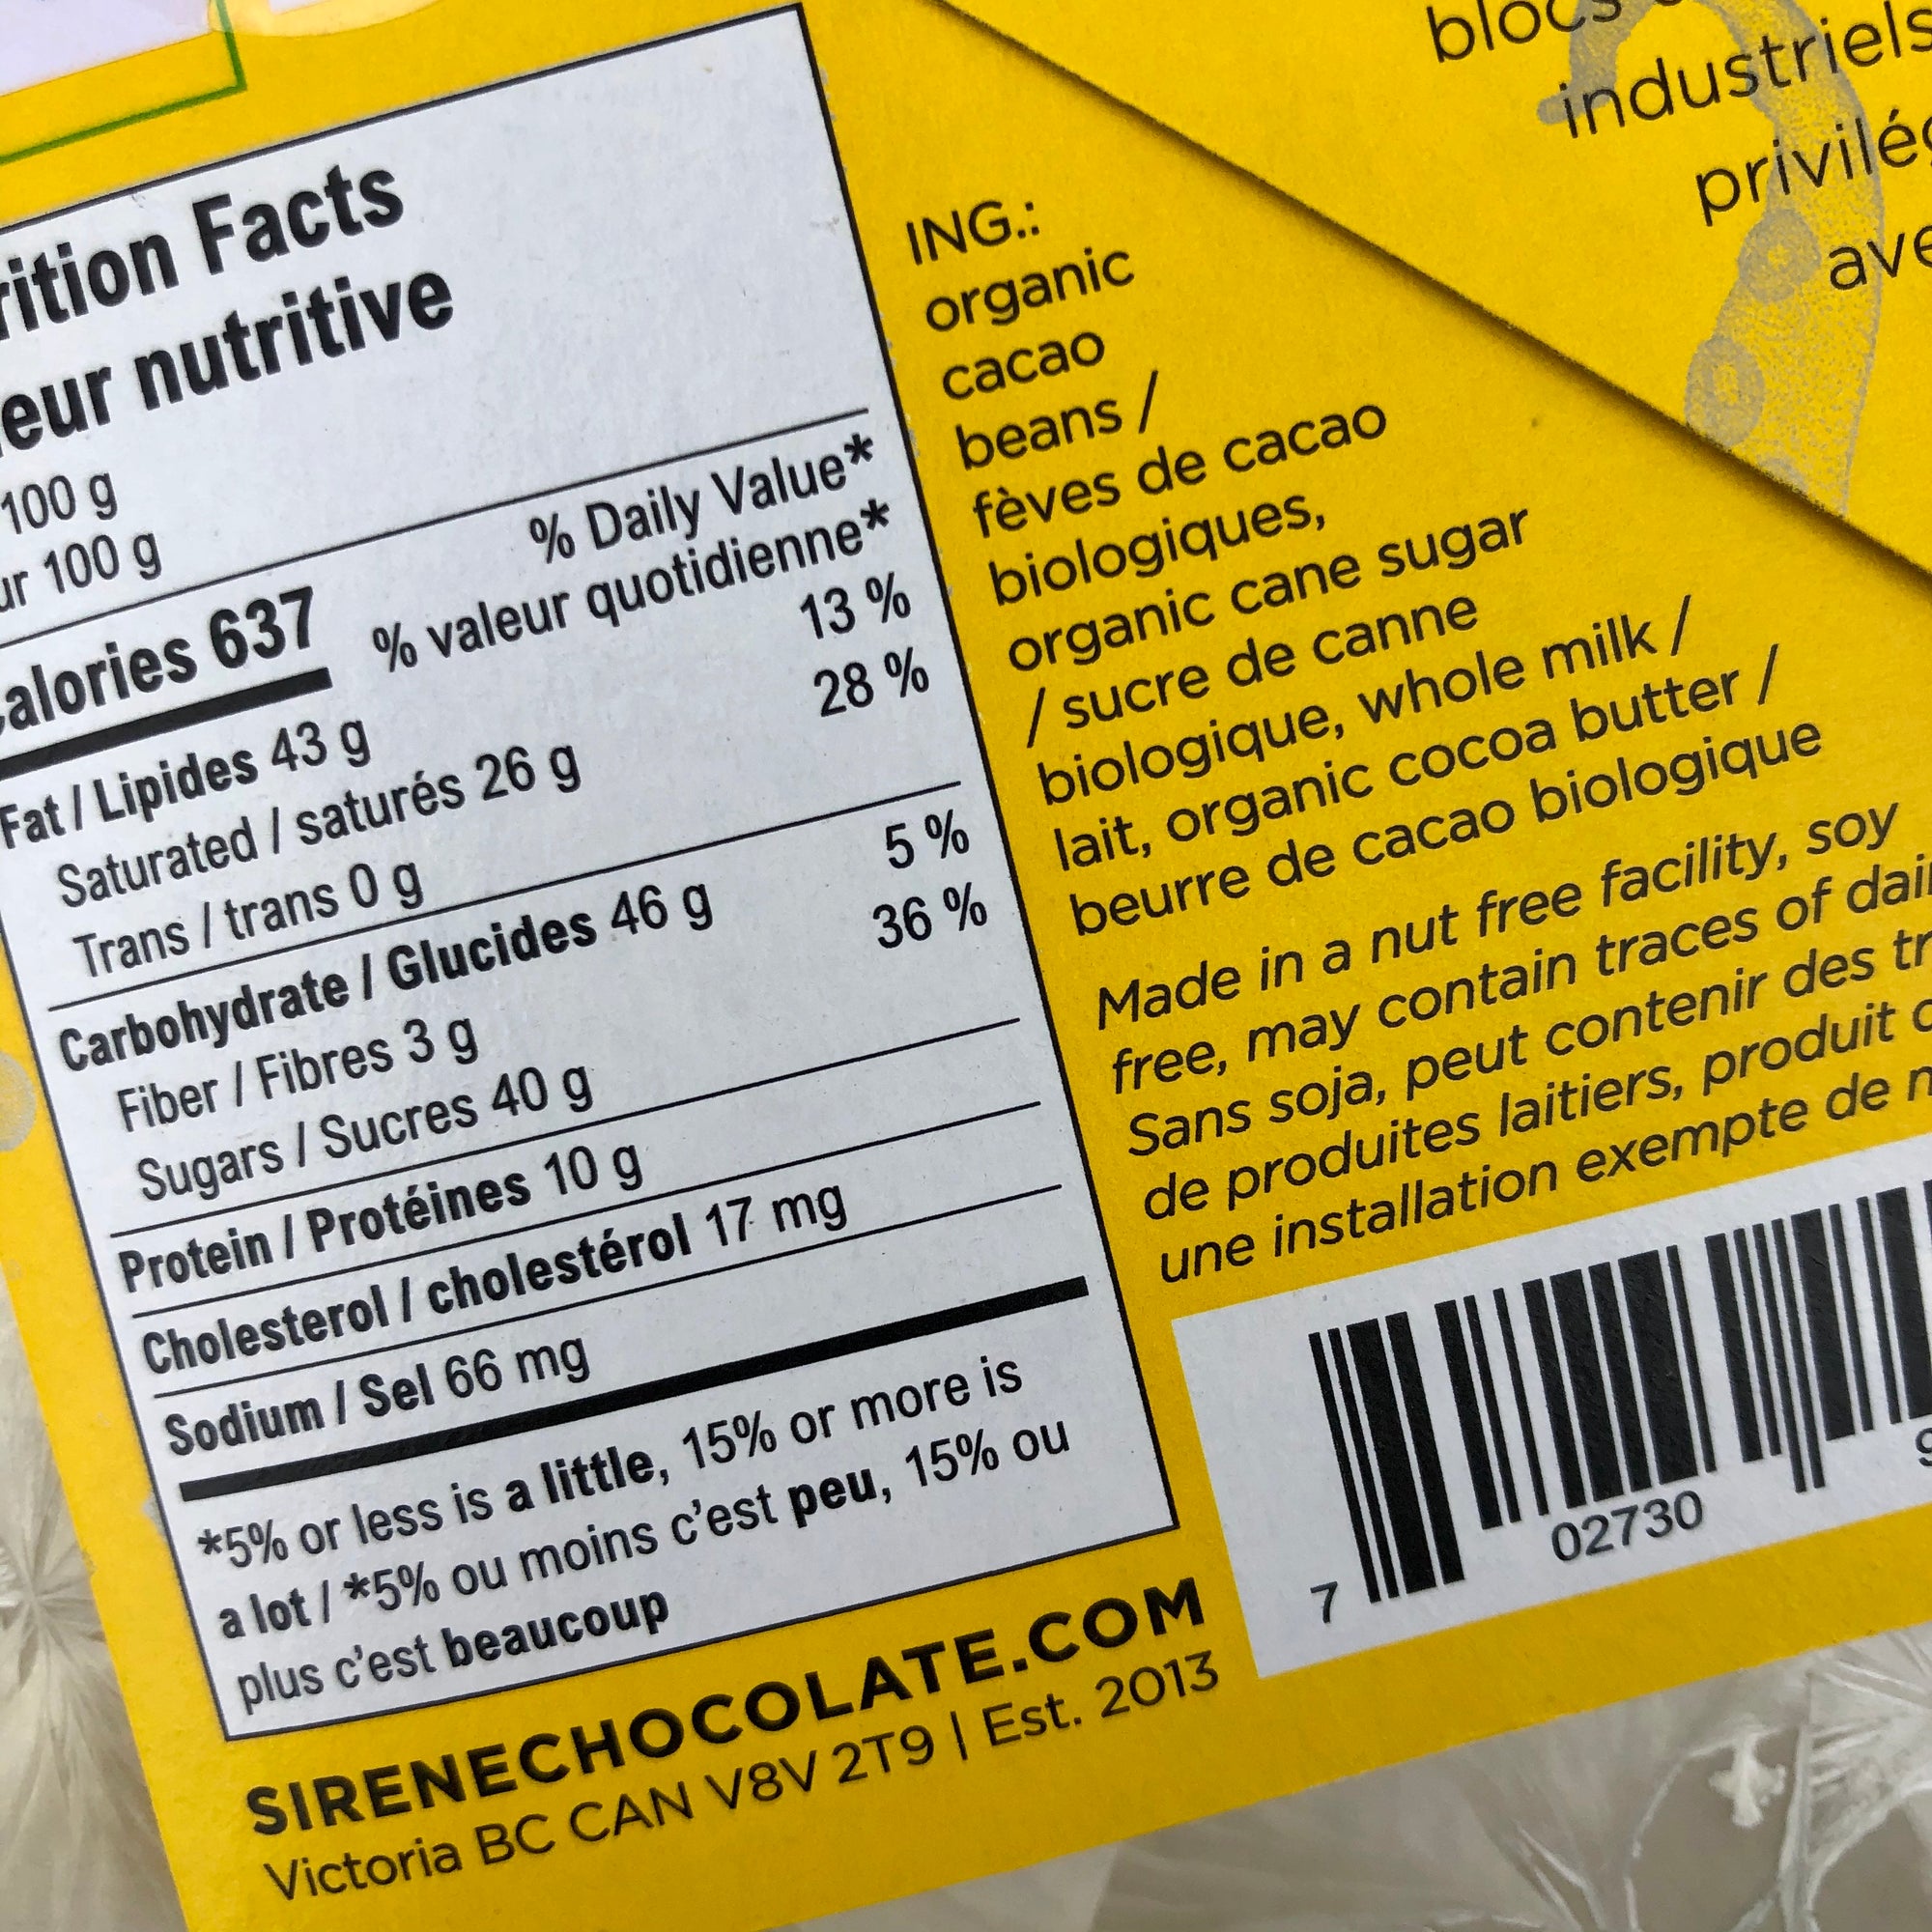 rition Facts
eur nutritive
100 g
ur 100 g
alories 637
% Daily Value*
% valeur quotidienne*
Fat / Lipides 43 g 13 %
Saturated / saturés 26 g 28 %
Trans / trans 0 g
Carbohydrate / Glucides 46 g
Fiber / Fibres 3 g 5 %
Sugars / Sucres 40 g 36 %
Protein / Protéines 10 g
Cholesterol / cholestérol 17 mg
Sodium / Sel 66 mg
*5% or less is a little, 15% or more is
a lot / *5% ou moins c'est peu, 15% ou
plus c'est beaucoup
SIRENECHOCOLATE.COM
Victoria BC CAN V8V 2T9 | Est. 2013
ING.:
organic
cacao
beans /
fèves de cacao
biologiques,
organic cane sugar
/ sucre de canne
biologique, whole milk /
lait, organic cocoa butter /
beurre de cacao biologique
Made in a nut free facility, soy
free, may contain traces of dai
Sans soja, peut contenir des tr
de produites laitiers, produit
une installation exempte de
7 02730
blocs
industriels
privilé
ave